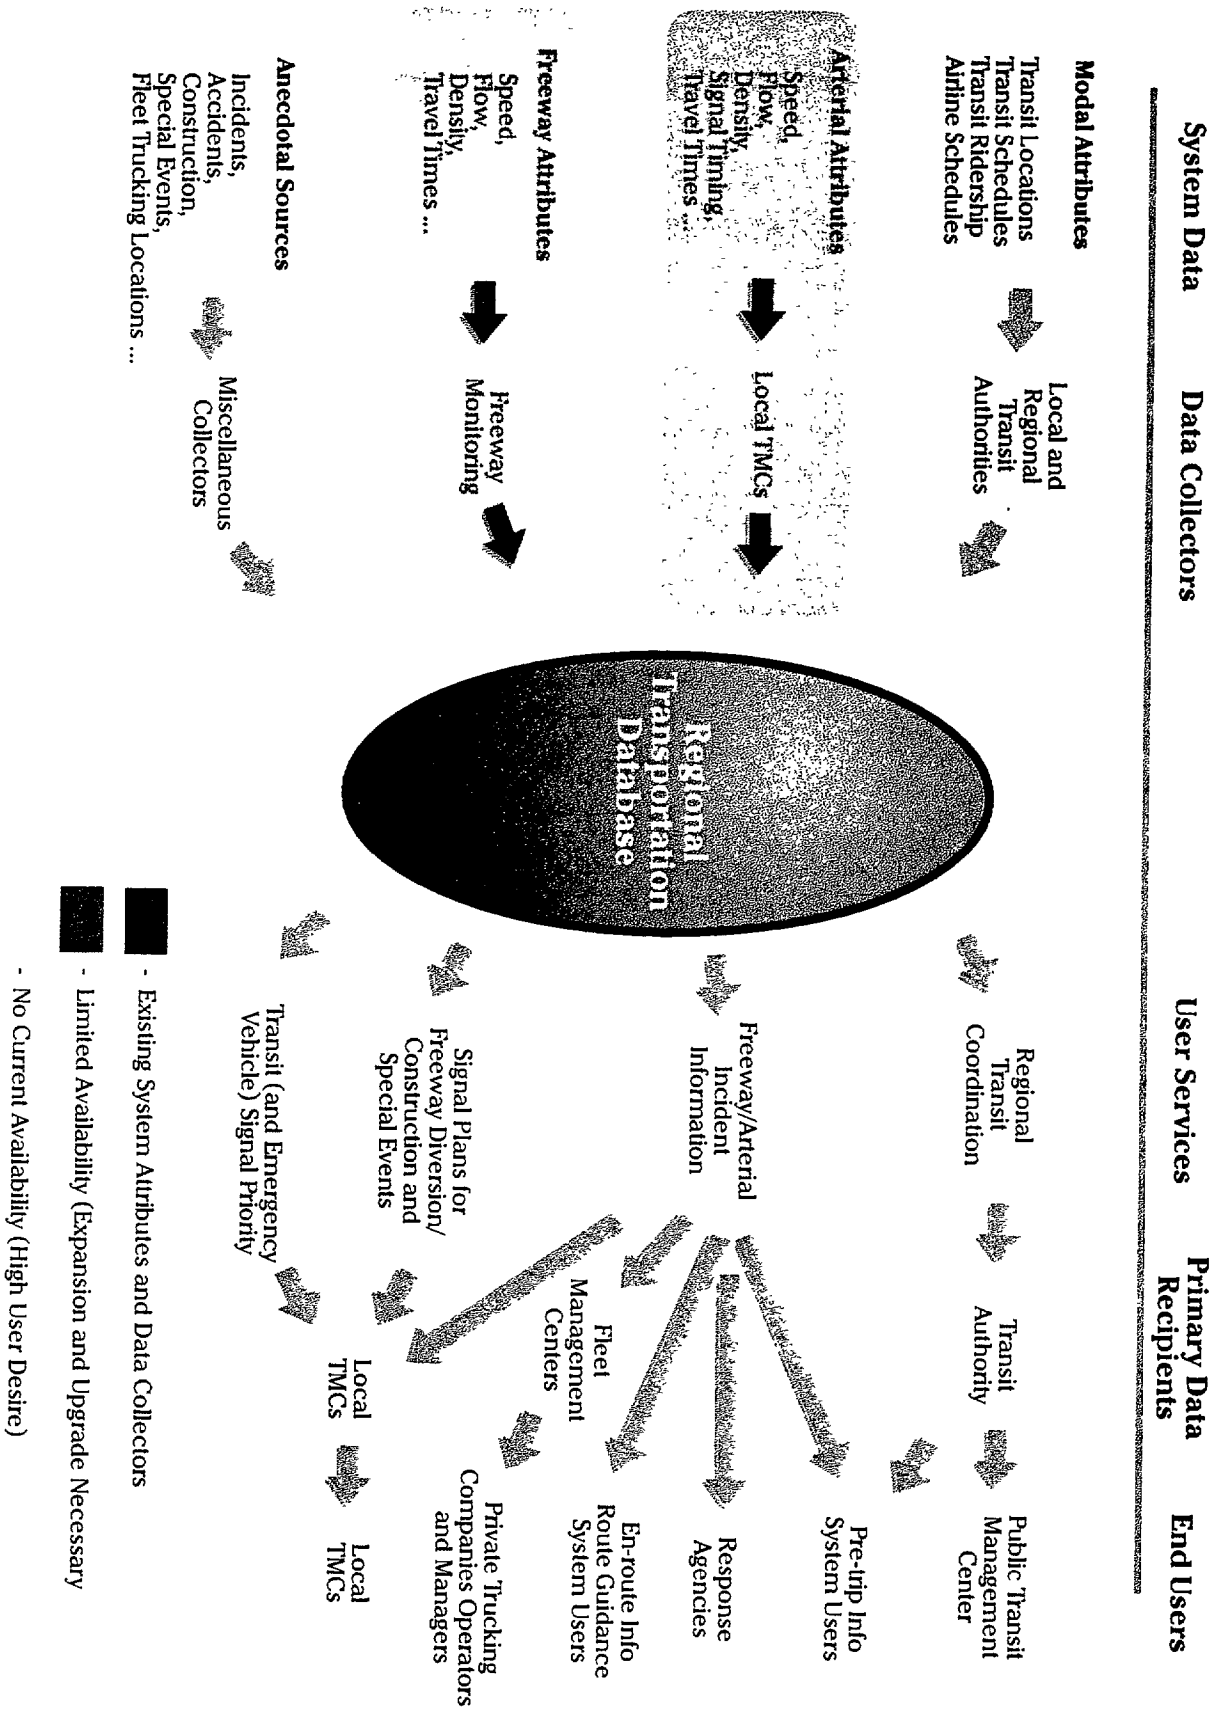 System Data
Data Collectors
User Services
Primary Data
Recipients
End Users
Modal Attributes
Transit Locations
Transit Schedules
Transit Ridership
Airline Schedules
Local and
Regional
Transit
Authorities
Arterial Attributes
Speed,
Flow,
Density,
Signal Timing,
Travel Times ...
Local TMCs
Freeway Attributes
Speed,
Flow,
Density,
Travel Times ...
Freeway
Monitoring
Anecdotal Sources
Incidents,
Accidents,
Construction,
Special Events,
Fleet Trucking Locations ...
Miscellaneous
Collectors
Regional
Transportation
Database
Regional
Transit
Coordination
Freeway/Arterial
Incident
Information
Signal Plans for
Freeway Diversion/
Construction and
Special Events
Transit (and Emergency
Vehicle) Signal Priority
Transit
Authority
Fleet
Management
Centers
Local
TMCs
Public Transit
Management
Center
Pre-trip Info
System Users
Response
Agencies
En-route Info
Route Guidance
System Users
Private Trucking
Companies Operators
and Managers
Local
TMCs
- Existing System Attributes and Data Collectors
- Limited Availability (Expansion and Upgrade Necessary
- No Current Availability (High User Desire)